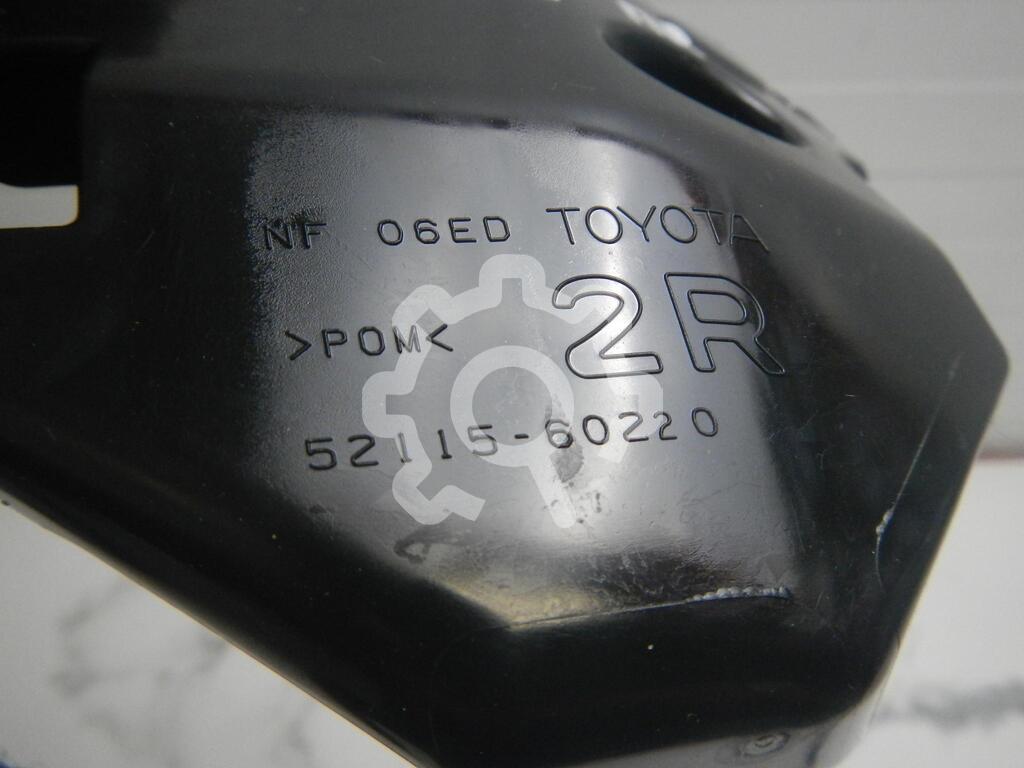 NF 06ED TOYOTA
2R
>POM<
52115-60220